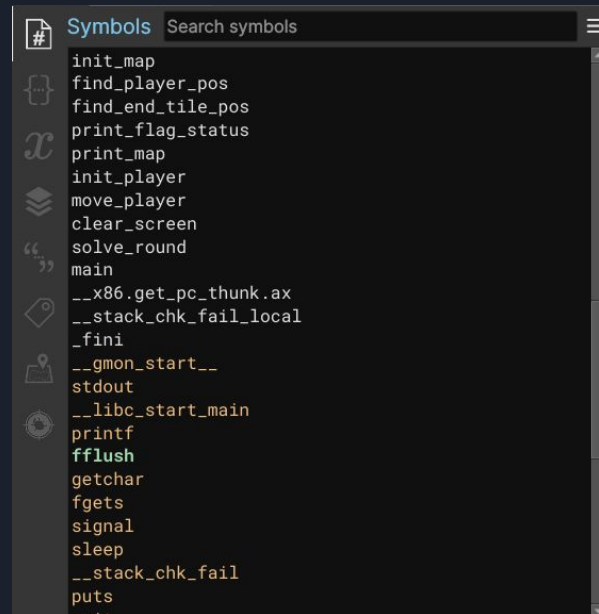 Symbols Search symbols
init_map
find_player_pos
find_end_tile_pos
print_flag_status
print_map
init_player
move_player
clear_screen
solve_round
main
__x86.get_pc_thunk.ax
__stack_chk_fail_local
_fini
__gmon_start__
stdout
__libc_start_main
printf
fflush
getchar
fgets
signal
sleep
__stack_chk_fail
puts